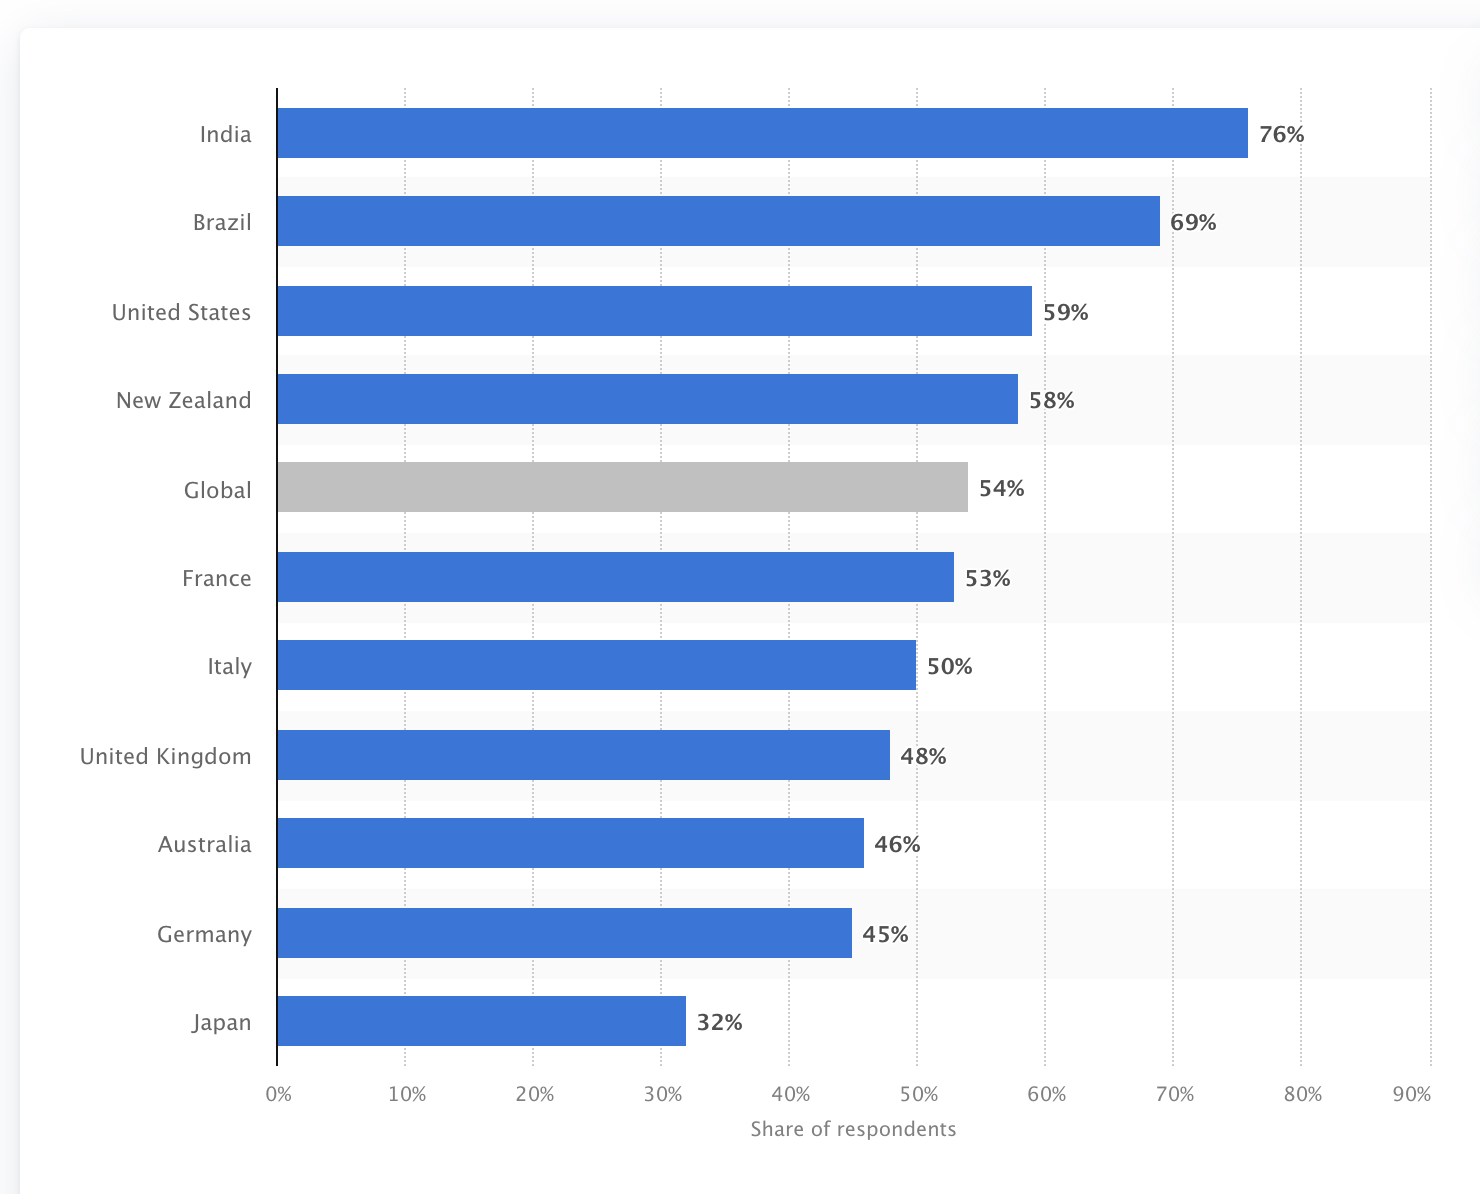 India 76%
Brazil 69%
United States 59%
New Zealand 58%
Global 54%
France 53%
Italy 50%
United Kingdom 48%
Australia 46%
Germany 45%
Japan 32%
0% 10% 20% 30% 40% 50% 60% 70% 80% 90%
Share of respondents